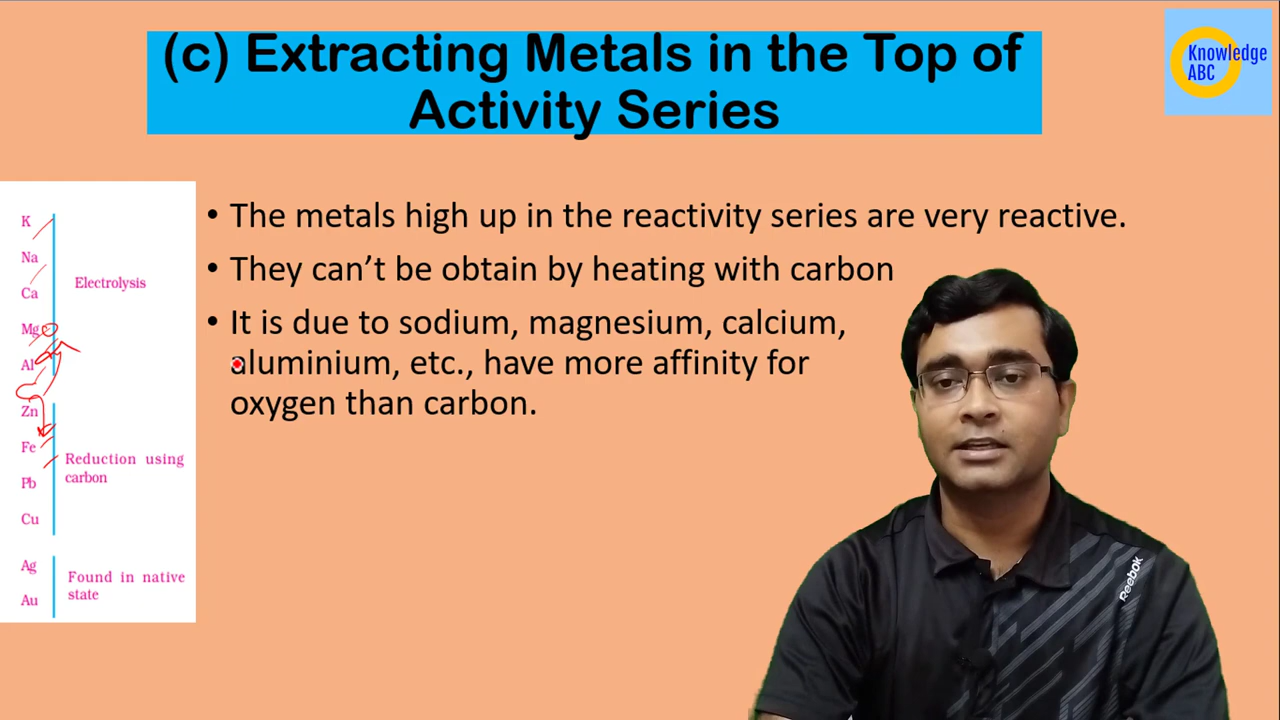 (c) Extracting Metals in the Top of
Activity Series
Knowledge
ABC
• The metals high up in the reactivity series are very reactive.
• They can’t be obtain by heating with carbon
• It is due to sodium, magnesium, calcium,
aluminium, etc., have more affinity for
oxygen than carbon.
K
Na
Ca
Mg
Al
Electrolysis
Zn
Fe
Pb
Cu
Reduction using
carbon
Ag
Au
Found in native
state
Reebok